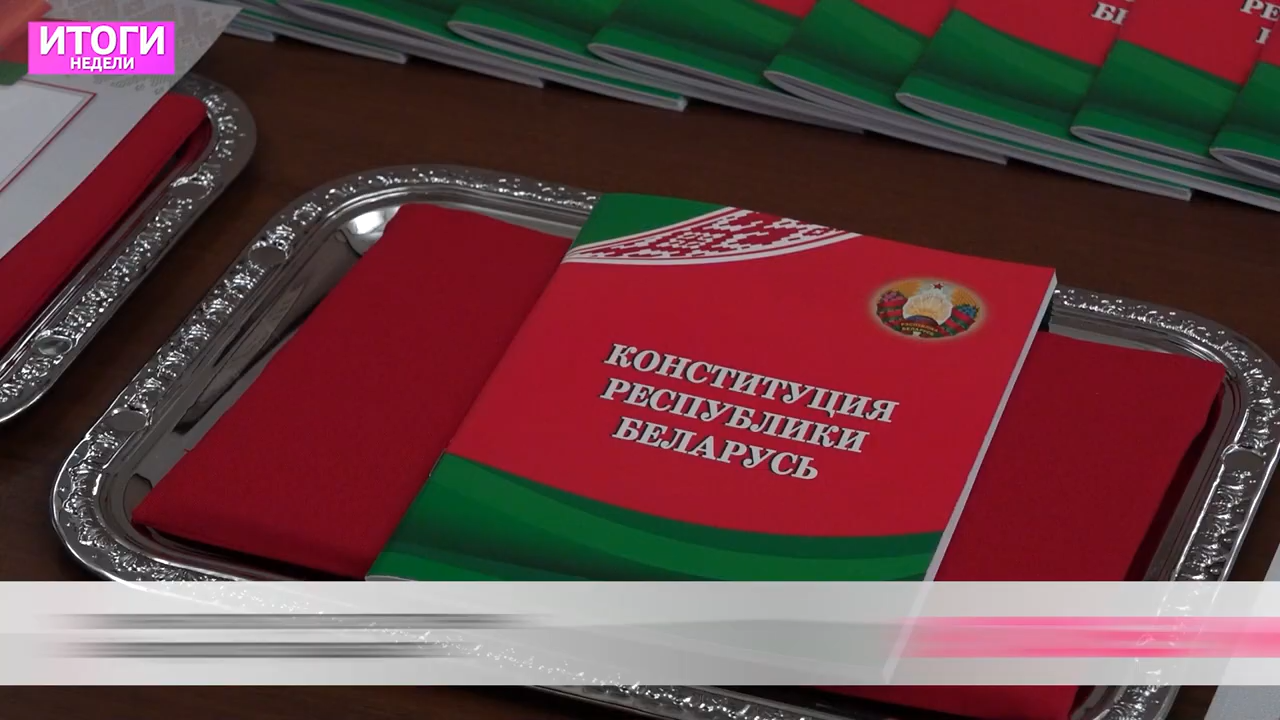 ИТОГИ
НЕДЕЛИ
КОНСТИТУЦИЯ
РЕСПУБЛИКИ
БЕЛАРУСЬ